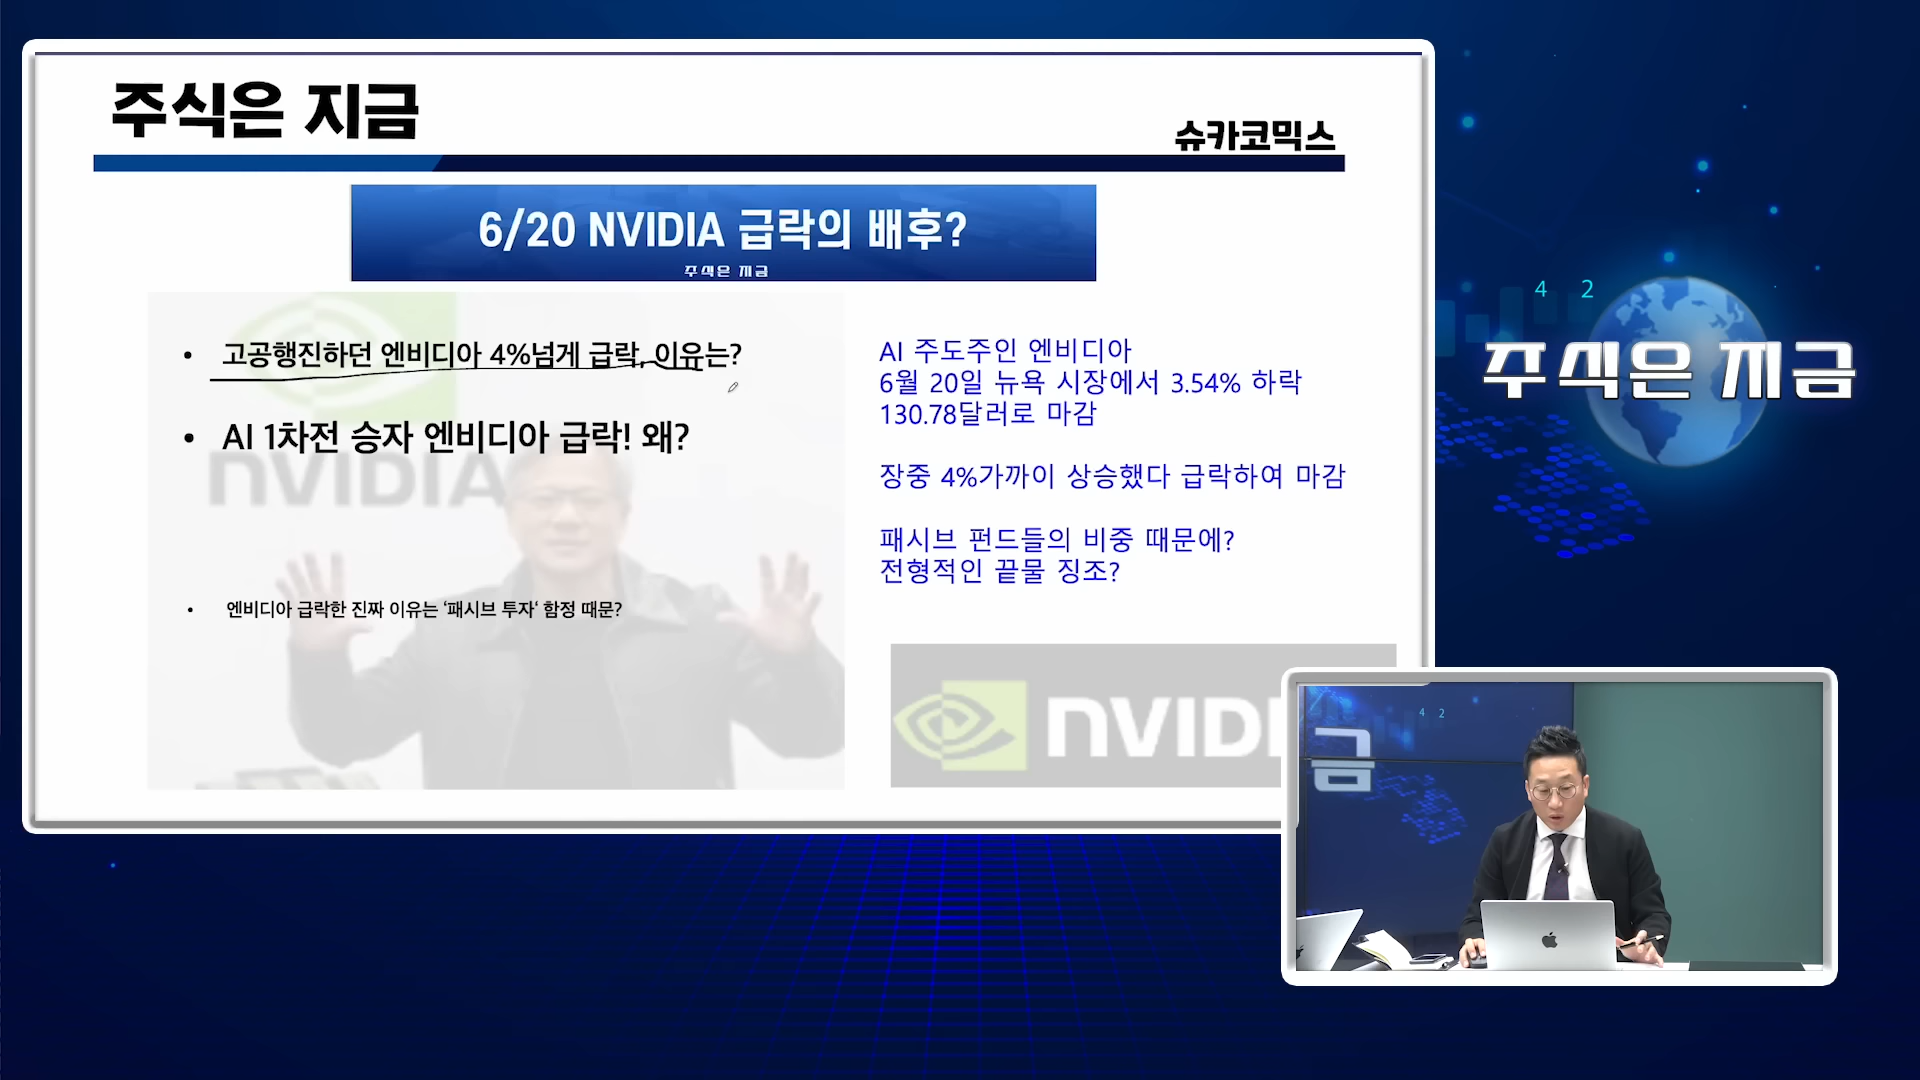 주식은 지금
슈카코믹스
6/20 NVIDIA 급락의 배후?
주식은 지금
• 고공행진하던 엔비디아 4%넘게 급락, 이유는?
• AI 1차전 승자 엔비디아 급락! 왜?
NVIDIA
• 엔비디아 급락한 진짜 이유는 ‘패시브 투자‘ 함정 때문?
AI 주도주인 엔비디아
6월 20일 뉴욕 시장에서 3.54% 하락
130.78달러로 마감
장중 4%가까이 상승했다 급락하여 마감
패시브 펀드들의 비중 때문에?
전형적인 끝물 징조?
NVIDI
4 2
주식은 지금
4 2
금